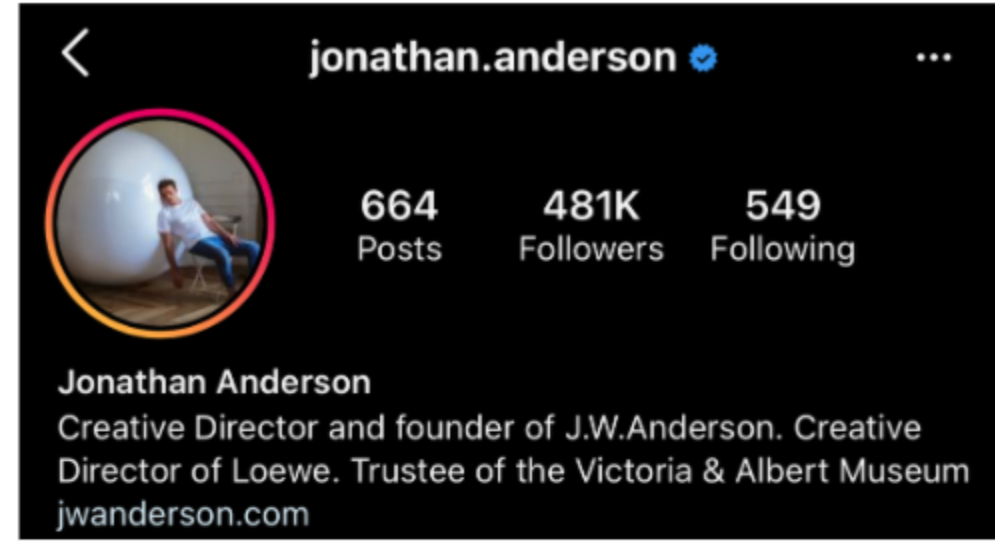 jonathan.anderson
664 481K 549
Posts Followers Following
Jonathan Anderson
Creative Director and founder of J.W.Anderson. Creative
Director of Loewe. Trustee of the Victoria & Albert Museum
jwanderson.com